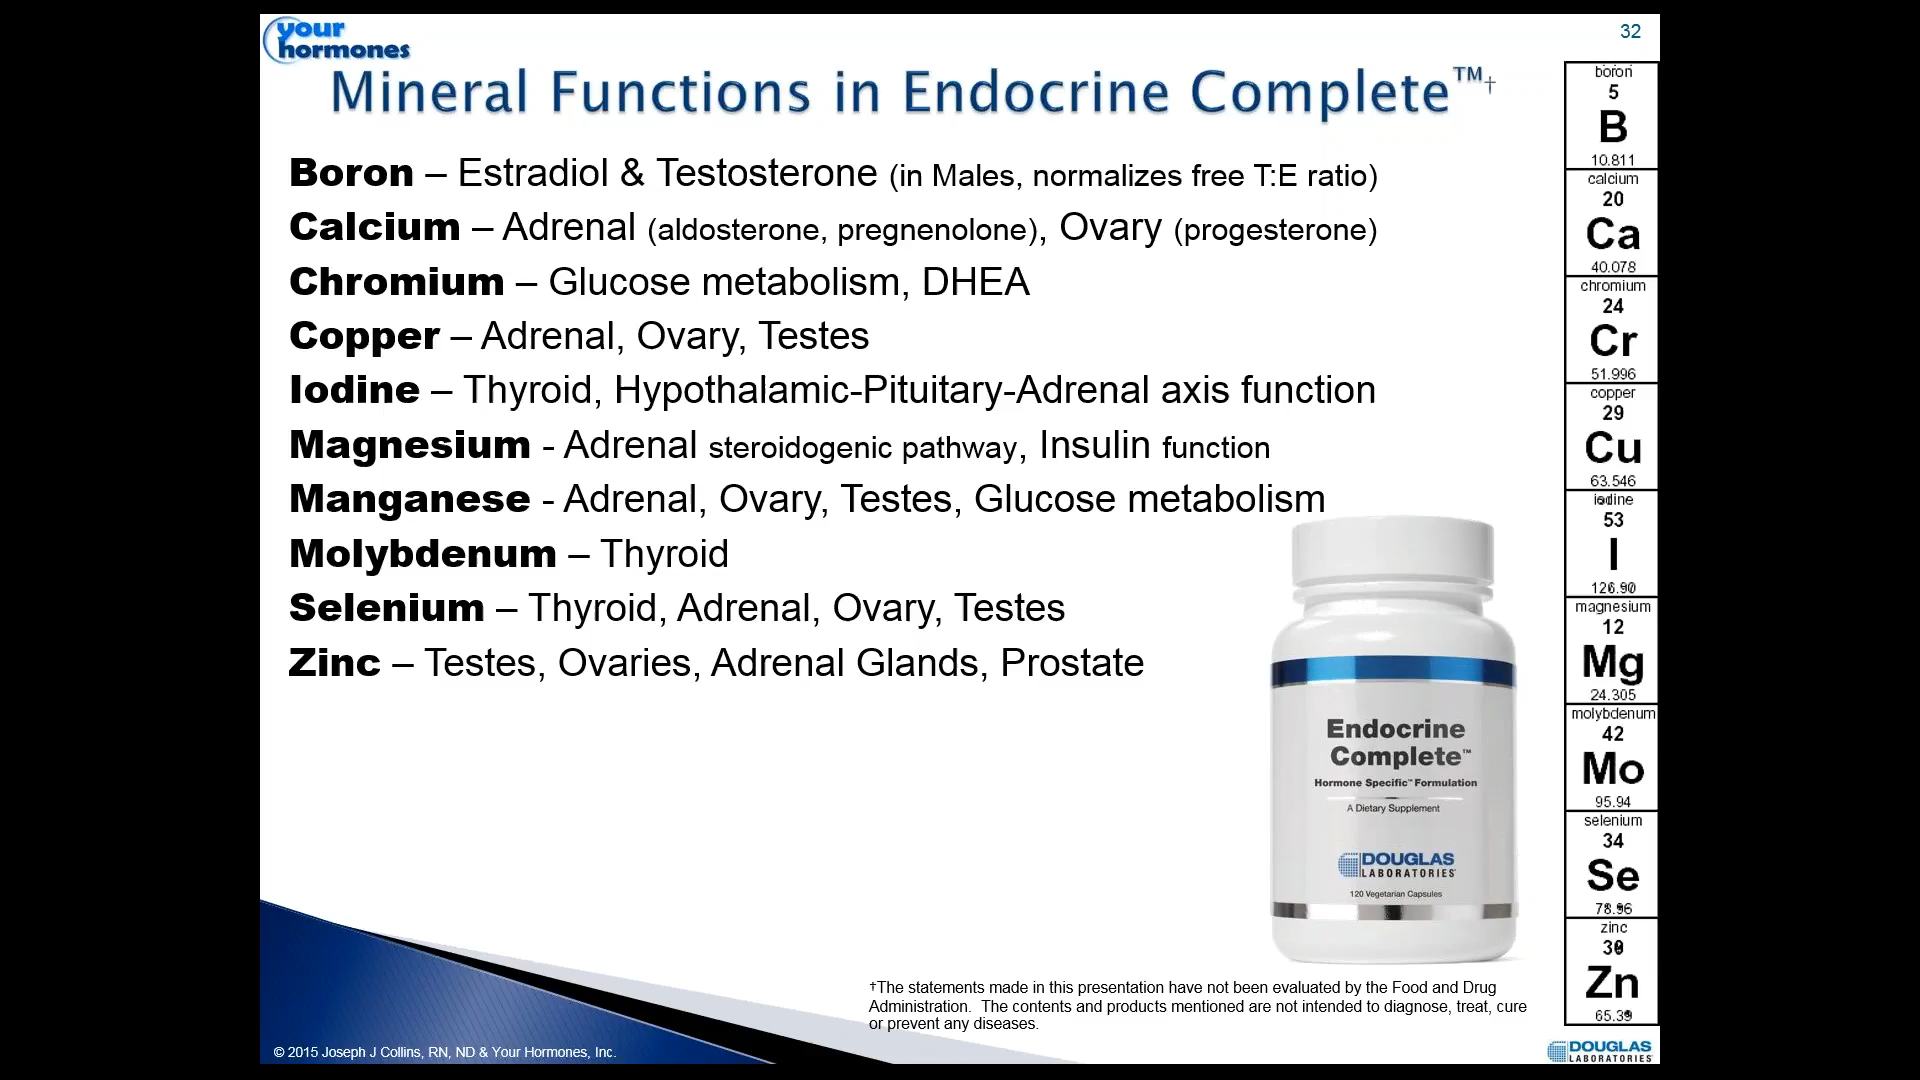 your
hormones
32
Mineral Functions in Endocrine Complete™†
Boron – Estradiol & Testosterone (in Males, normalizes free T:E ratio)
Calcium – Adrenal (aldosterone, pregnenolone), Ovary (progesterone)
Chromium – Glucose metabolism, DHEA
Copper – Adrenal, Ovary, Testes
Iodine – Thyroid, Hypothalamic-Pituitary-Adrenal axis function
Magnesium - Adrenal steroidogenic pathway, Insulin function
Manganese - Adrenal, Ovary, Testes, Glucose metabolism
Molybdenum – Thyroid
Selenium – Thyroid, Adrenal, Ovary, Testes
Zinc – Testes, Ovaries, Adrenal Glands, Prostate
boron
5
B
10.811
calcium
20
Ca
40.078
chromium
24
Cr
51.996
copper
29
Cu
63.546
iodine
53
I
126.90
magnesium
12
Mg
24.305
molybdenum
42
Mo
95.94
selenium
34
Se
78.96
zinc
Zn
65.39
Endocrine
Complete™
Hormone Specific™ Formulation
A Dietary Supplement
DOUGLAS
LABORATORIES
120 Vegetarian Capsules
†The statements made in this presentation have not been evaluated by the Food and Drug
Administration. The contents and products mentioned are not intended to diagnose, treat, cure
or prevent any diseases.
© 2015 Joseph J Collins, RN, ND & Your Hormones, Inc.
DOUGLAS
LABORATORIES